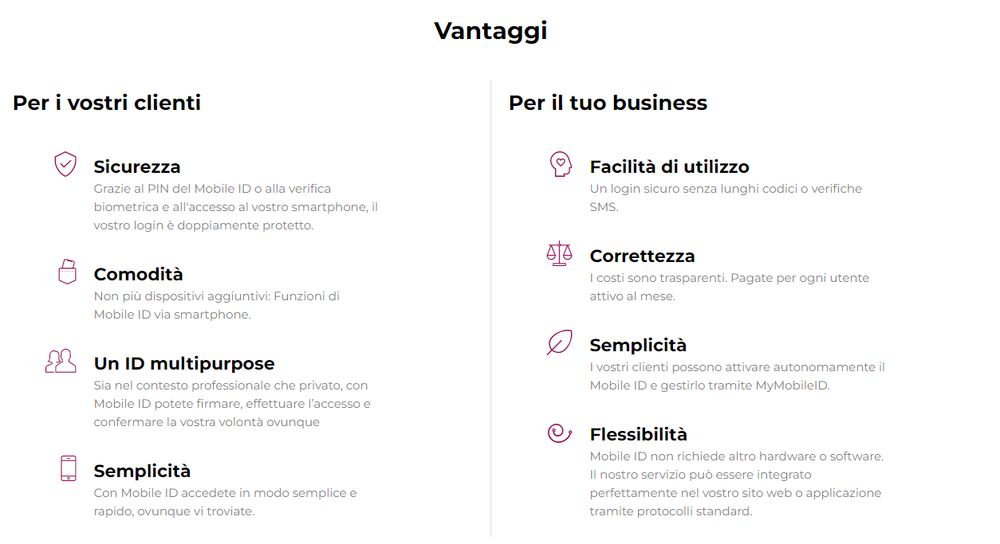 Vantaggi
Per i vostri clienti
Sicurezza
Grazie al PIN del Mobile ID o alla verifica
biometrica e all'accesso al vostro smartphone, il
vostro login è doppiamente protetto.
Comodità
Non più dispositivi aggiuntivi: Funzioni di
Mobile ID via smartphone.
Un ID multipurpose
Sia nel contesto professionale che privato, con
Mobile ID potete firmare, effettuare l’accesso e
confermare la vostra volontà ovunque
Semplicità
Con Mobile ID accedete in modo semplice e
rapido, ovunque vi troviate.
Per il tuo business
Facilità di utilizzo
Un login sicuro senza lunghi codici o verifiche
SMS.
Correttezza
I costi sono trasparenti. Pagate per ogni utente
attivo al mese.
Semplicità
I vostri clienti possono attivare autonomamente il
Mobile ID e gestirlo tramite MyMobileID.
Flessibilità
Mobile ID non richiede altro hardware o software.
Il nostro servizio può essere integrato
perfettamente nel vostro sito web o applicazione
tramite protocolli standard.